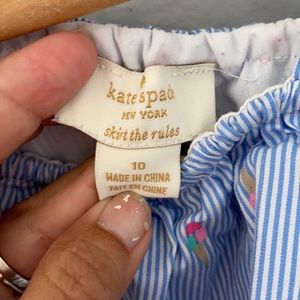 kate spade
NEW YORK
skirt the rules
10
MADE IN CHINA
FAIT EN CHINE